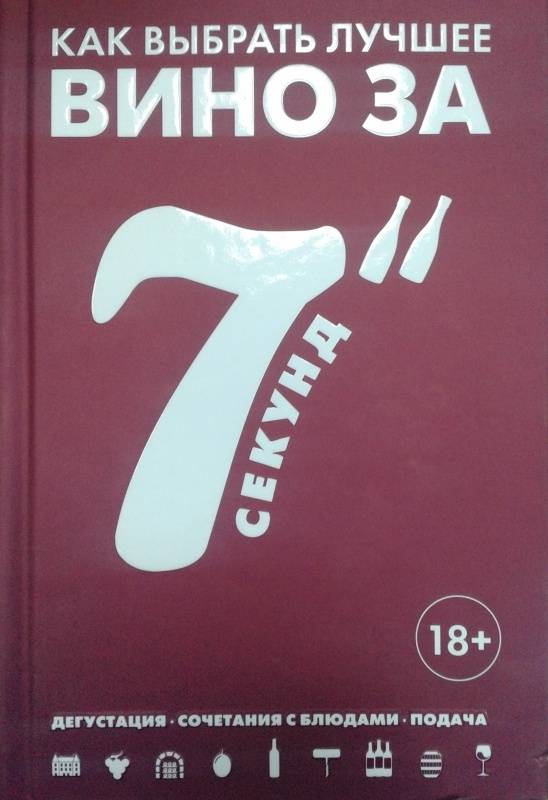 КАК ВЫБРАТЬ ЛУЧШЕЕ
ВИНО ЗА
7"
СЕКУНД
18+
ДЕГУСТАЦИЯ · СОЧЕТАНИЯ С БЛЮДАМИ · ПОДАЧА